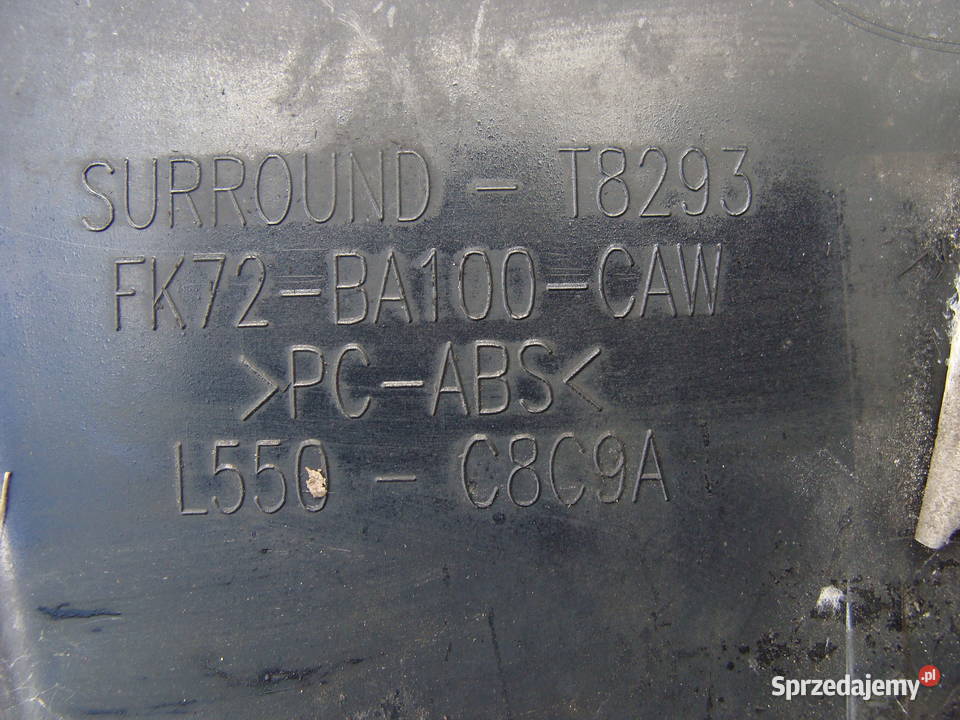 SURROUND - T8293
FK72-BA100-CAW
>PC-ABS<
L550 - C8C9A
Sprzedajemy.pl